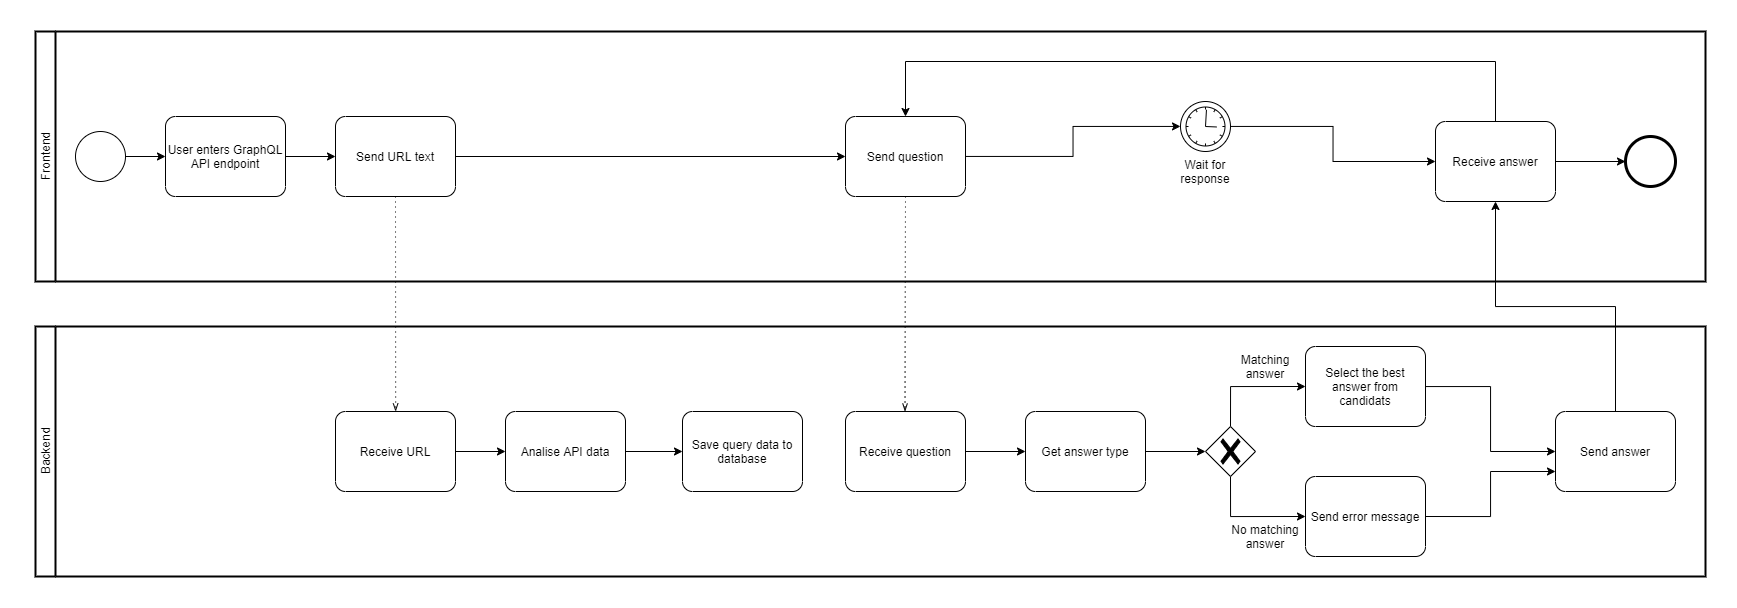 Frontend
User enters GraphQL
API endpoint
Send URL text
Send question
Wait for
response
Receive answer
Backend
Receive URL
Analise API data
Save query data to
database
Receive question
Get answer type
Matching
answer
No matching
answer
Select the best
answer from
candidats
Send error message
Send answer